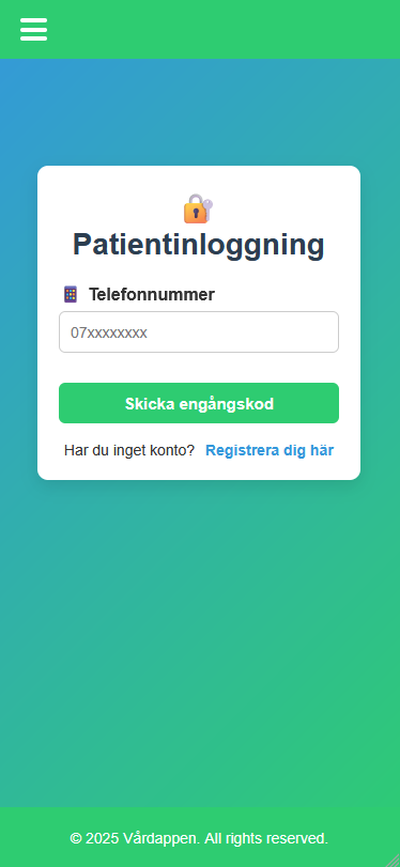 Patientinloggning
Telefonnummer
07xxxxxxxx
Skicka engångskod
Har du inget konto? Registrera dig här
© 2025 Vårdappen. All rights reserved.